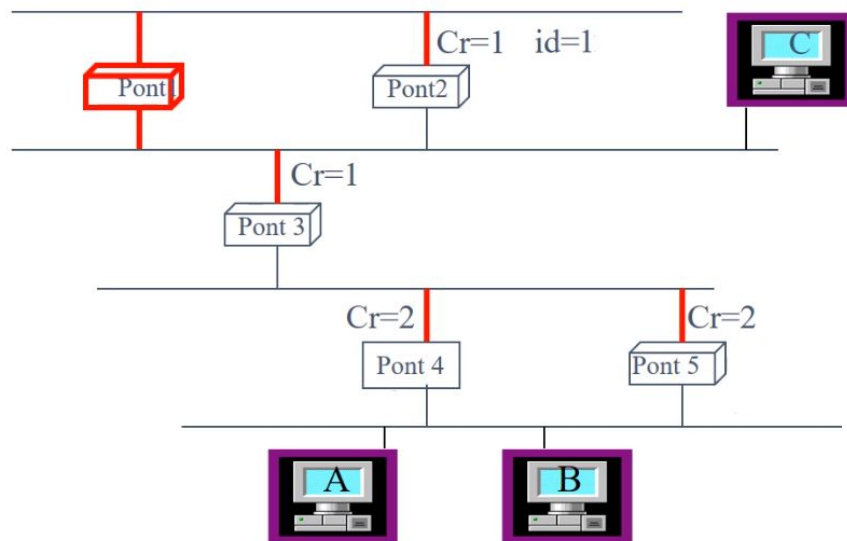 Cr=1 id=1
C
Pont1
Pont2
Cr=1
Pont 3
Cr=2
Cr=2
Pont 4
Pont 5
A
B